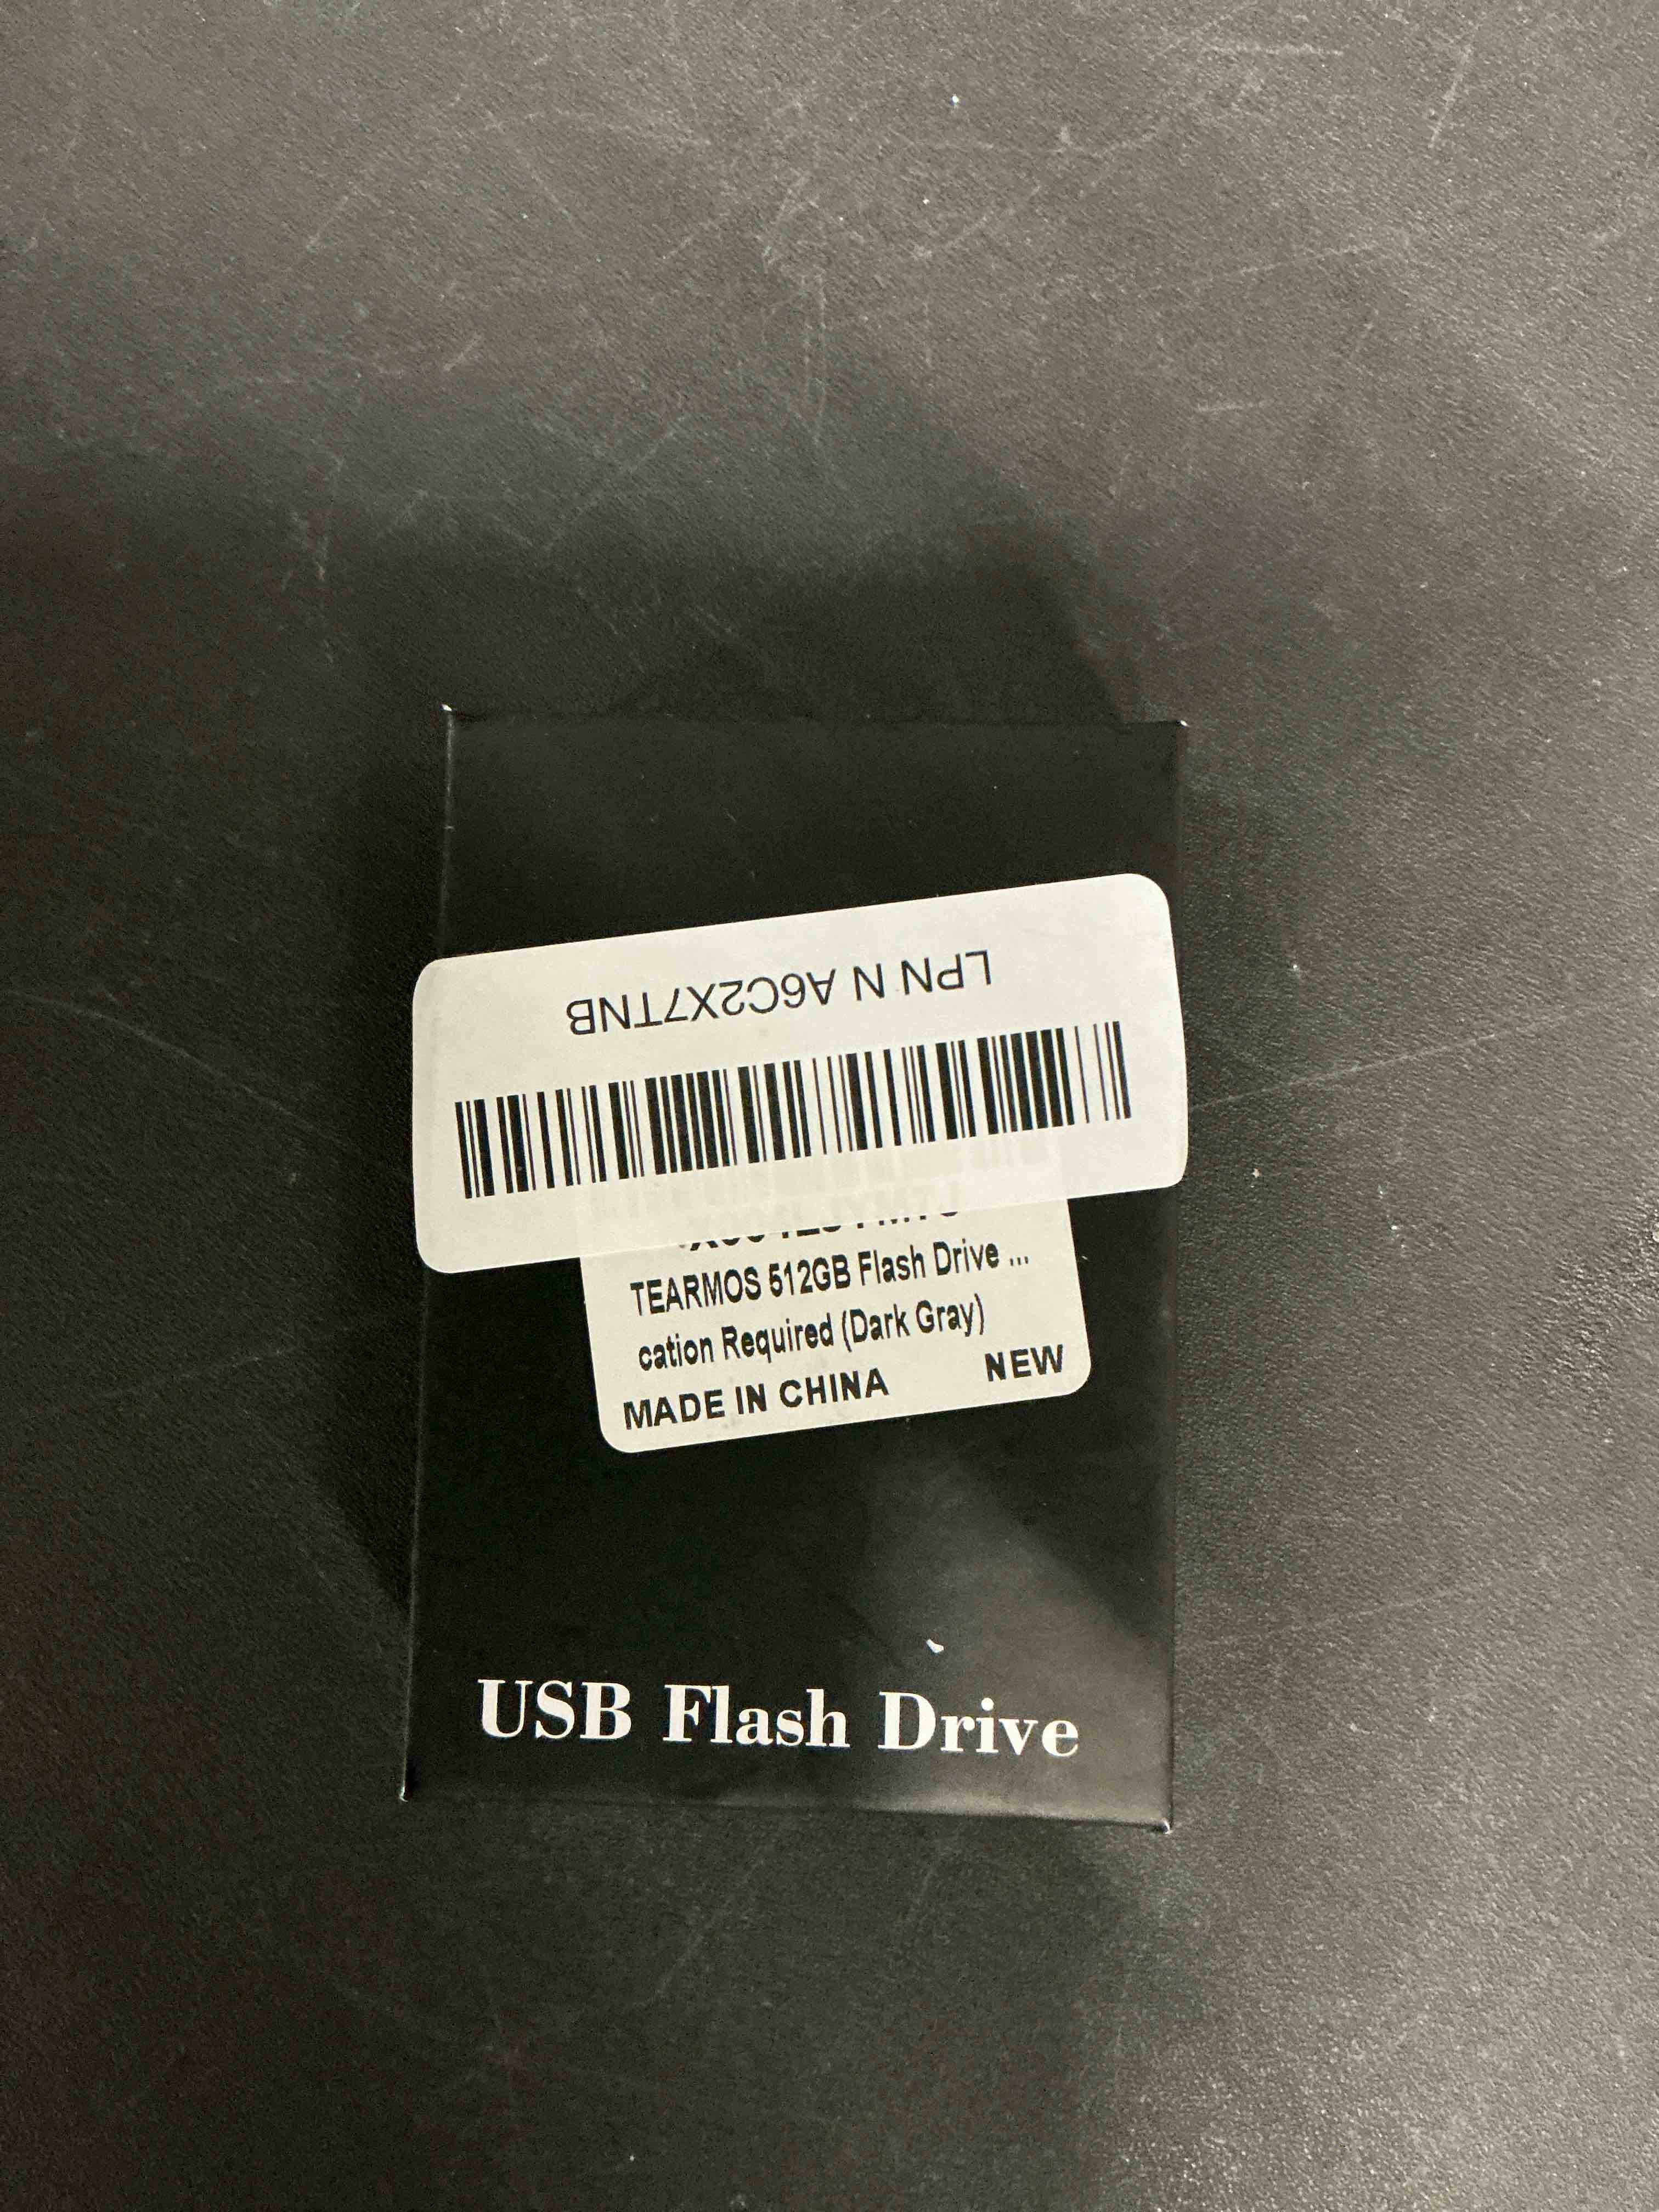 LPN N A6C2X7TNB
TEARMOS 512GB Flash Drive ...
cation Required (Dark Gray)
MADE IN CHINA NEW
USB Flash Drive